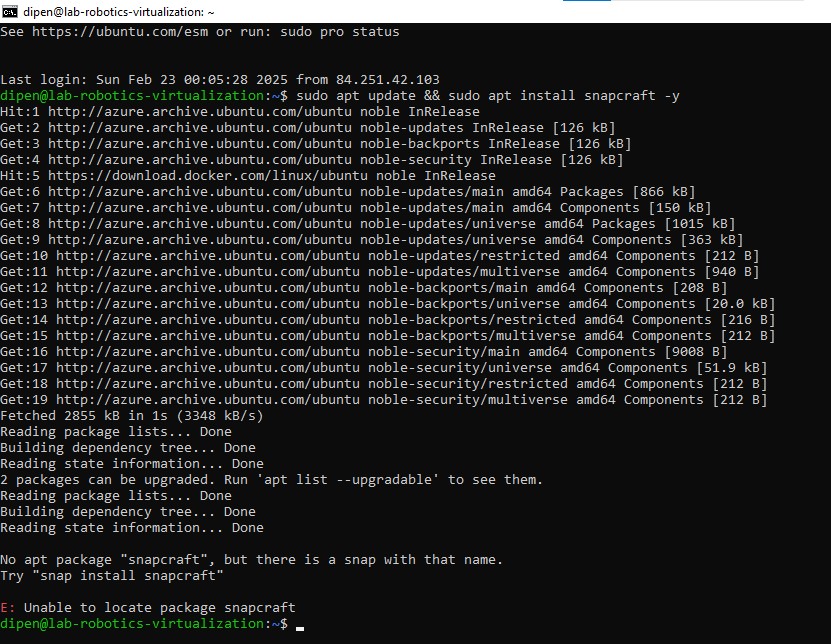 dipen@lab-robotics-virtualization: ~
See https://ubuntu.com/esm or run: sudo pro status
Last login: Sun Feb 23 00:05:28 2025 from 84.251.42.103
dipen@lab-robotics-virtualization:~$ sudo apt update && sudo apt install snapcraft -y
Hit:1 http://azure.archive.ubuntu.com/ubuntu noble InRelease
Get:2 http://azure.archive.ubuntu.com/ubuntu noble-updates InRelease [126 kB]
Get:3 http://azure.archive.ubuntu.com/ubuntu noble-backports InRelease [126 kB]
Get:4 http://azure.archive.ubuntu.com/ubuntu noble-security InRelease [126 kB]
Hit:5 https://download.docker.com/linux/ubuntu noble InRelease
Get:6 http://azure.archive.ubuntu.com/ubuntu noble-updates/main amd64 Packages [866 kB]
Get:7 http://azure.archive.ubuntu.com/ubuntu noble-updates/main amd64 Components [150 kB]
Get:8 http://azure.archive.ubuntu.com/ubuntu noble-updates/universe amd64 Packages [1015 kB]
Get:9 http://azure.archive.ubuntu.com/ubuntu noble-updates/universe amd64 Components [363 kB]
Get:10 http://azure.archive.ubuntu.com/ubuntu noble-updates/restricted amd64 Components [212 B]
Get:11 http://azure.archive.ubuntu.com/ubuntu noble-updates/multiverse amd64 Components [940 B]
Get:12 http://azure.archive.ubuntu.com/ubuntu noble-backports/main amd64 Components [208 B]
Get:13 http://azure.archive.ubuntu.com/ubuntu noble-backports/universe amd64 Components [20.0 kB]
Get:14 http://azure.archive.ubuntu.com/ubuntu noble-backports/restricted amd64 Components [216 B]
Get:15 http://azure.archive.ubuntu.com/ubuntu noble-backports/multiverse amd64 Components [212 B]
Get:16 http://azure.archive.ubuntu.com/ubuntu noble-security/main amd64 Components [9008 B]
Get:17 http://azure.archive.ubuntu.com/ubuntu noble-security/universe amd64 Components [51.9 kB]
Get:18 http://azure.archive.ubuntu.com/ubuntu noble-security/restricted amd64 Components [212 B]
Get:19 http://azure.archive.ubuntu.com/ubuntu noble-security/multiverse amd64 Components [212 B]
Fetched 2855 kB in 1s (3348 kB/s)
Reading package lists... Done
Building dependency tree... Done
Reading state information... Done
2 packages can be upgraded. Run 'apt list --upgradable' to see them.
Reading package lists... Done
Building dependency tree... Done
Reading state information... Done
No apt package "snapcraft", but there is a snap with that name.
Try "snap install snapcraft"
E: Unable to locate package snapcraft
dipen@lab-robotics-virtualization:~$